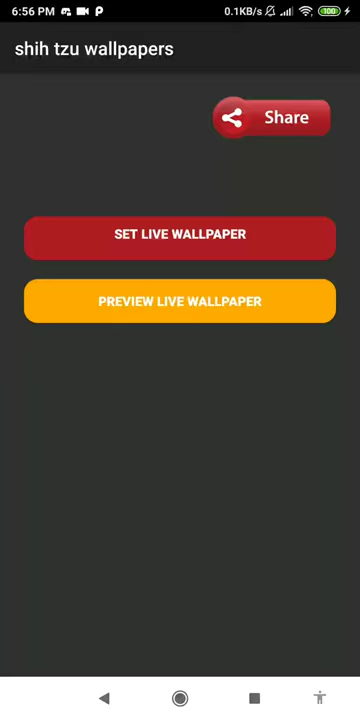 6:56 PM
0.1KB/s
100
shih tzu wallpapers
Share
SET LIVE WALLPAPER
PREVIEW LIVE WALLPAPER